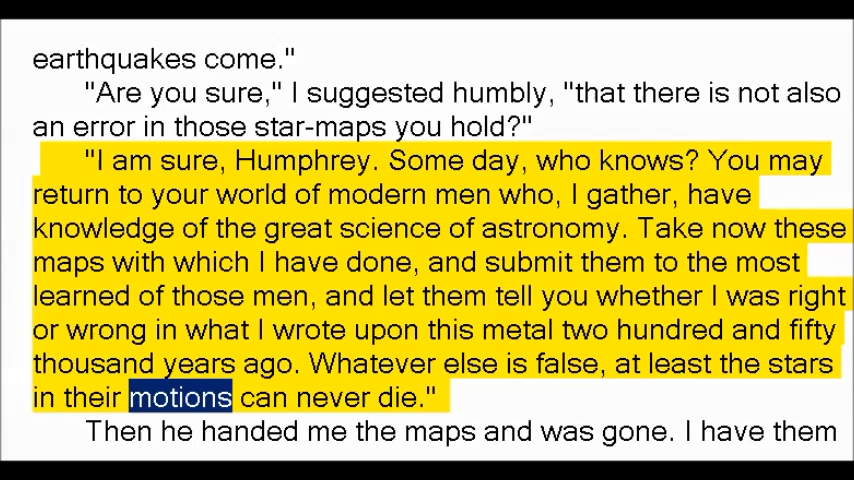 earthquakes come."
"Are you sure," I suggested humbly, "that there is not also
an error in those star-maps you hold?"
"I am sure, Humphrey. Some day, who knows? You may
return to your world of modern men who, I gather, have
knowledge of the great science of astronomy. Take now these
maps with which I have done, and submit them to the most
learned of those men, and let them tell you whether I was right
or wrong in what I wrote upon this metal two hundred and fifty
thousand years ago. Whatever else is false, at least the stars
in their motions can never die."
Then he handed me the maps and was gone. I have them